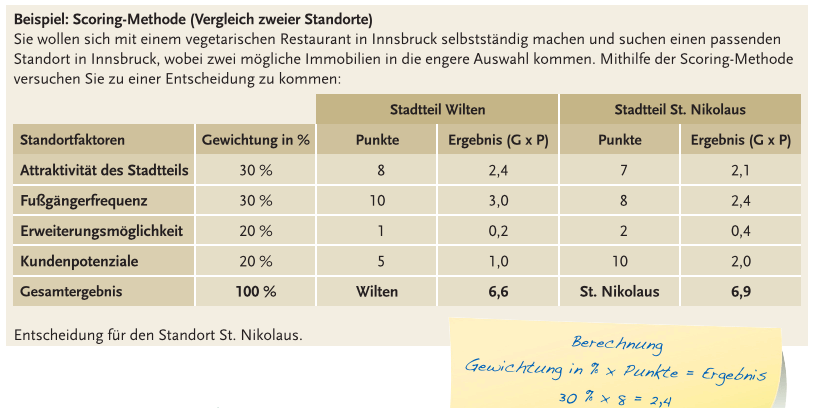 Beispiel: Scoring-Methode (Vergleich zweier Standorte)
Sie wollen sich mit einem vegetarischen Restaurant in Innsbruck selbstständig machen und suchen einen passenden
Standort in Innsbruck, wobei zwei mögliche Immobilien in die engere Auswahl kommen. Mithilfe der Scoring-Methode
versuchen Sie zu einer Entscheidung zu kommen:
Stadtteil Wilten Stadtteil St. Nikolaus
Standortfaktoren Gewichtung in % Punkte Ergebnis (G x P) Punkte Ergebnis (G x P)
Attraktivität des Stadtteils 30 % 8 2,4 7 2,1
Fußgängerfrequenz 30 % 10 3,0 8 2,4
Erweiterungsmöglichkeit 20 % 1 0,2 2 0,4
Kundenpotenziale 20 % 5 1,0 10 2,0
Gesamtergebnis 100 % Wilten 6,6 St. Nikolaus 6,9
Entscheidung für den Standort St. Nikolaus.
Berechnung
Gewichtung in % x Punkte = Ergebnis
30 % x 8 = 2,4